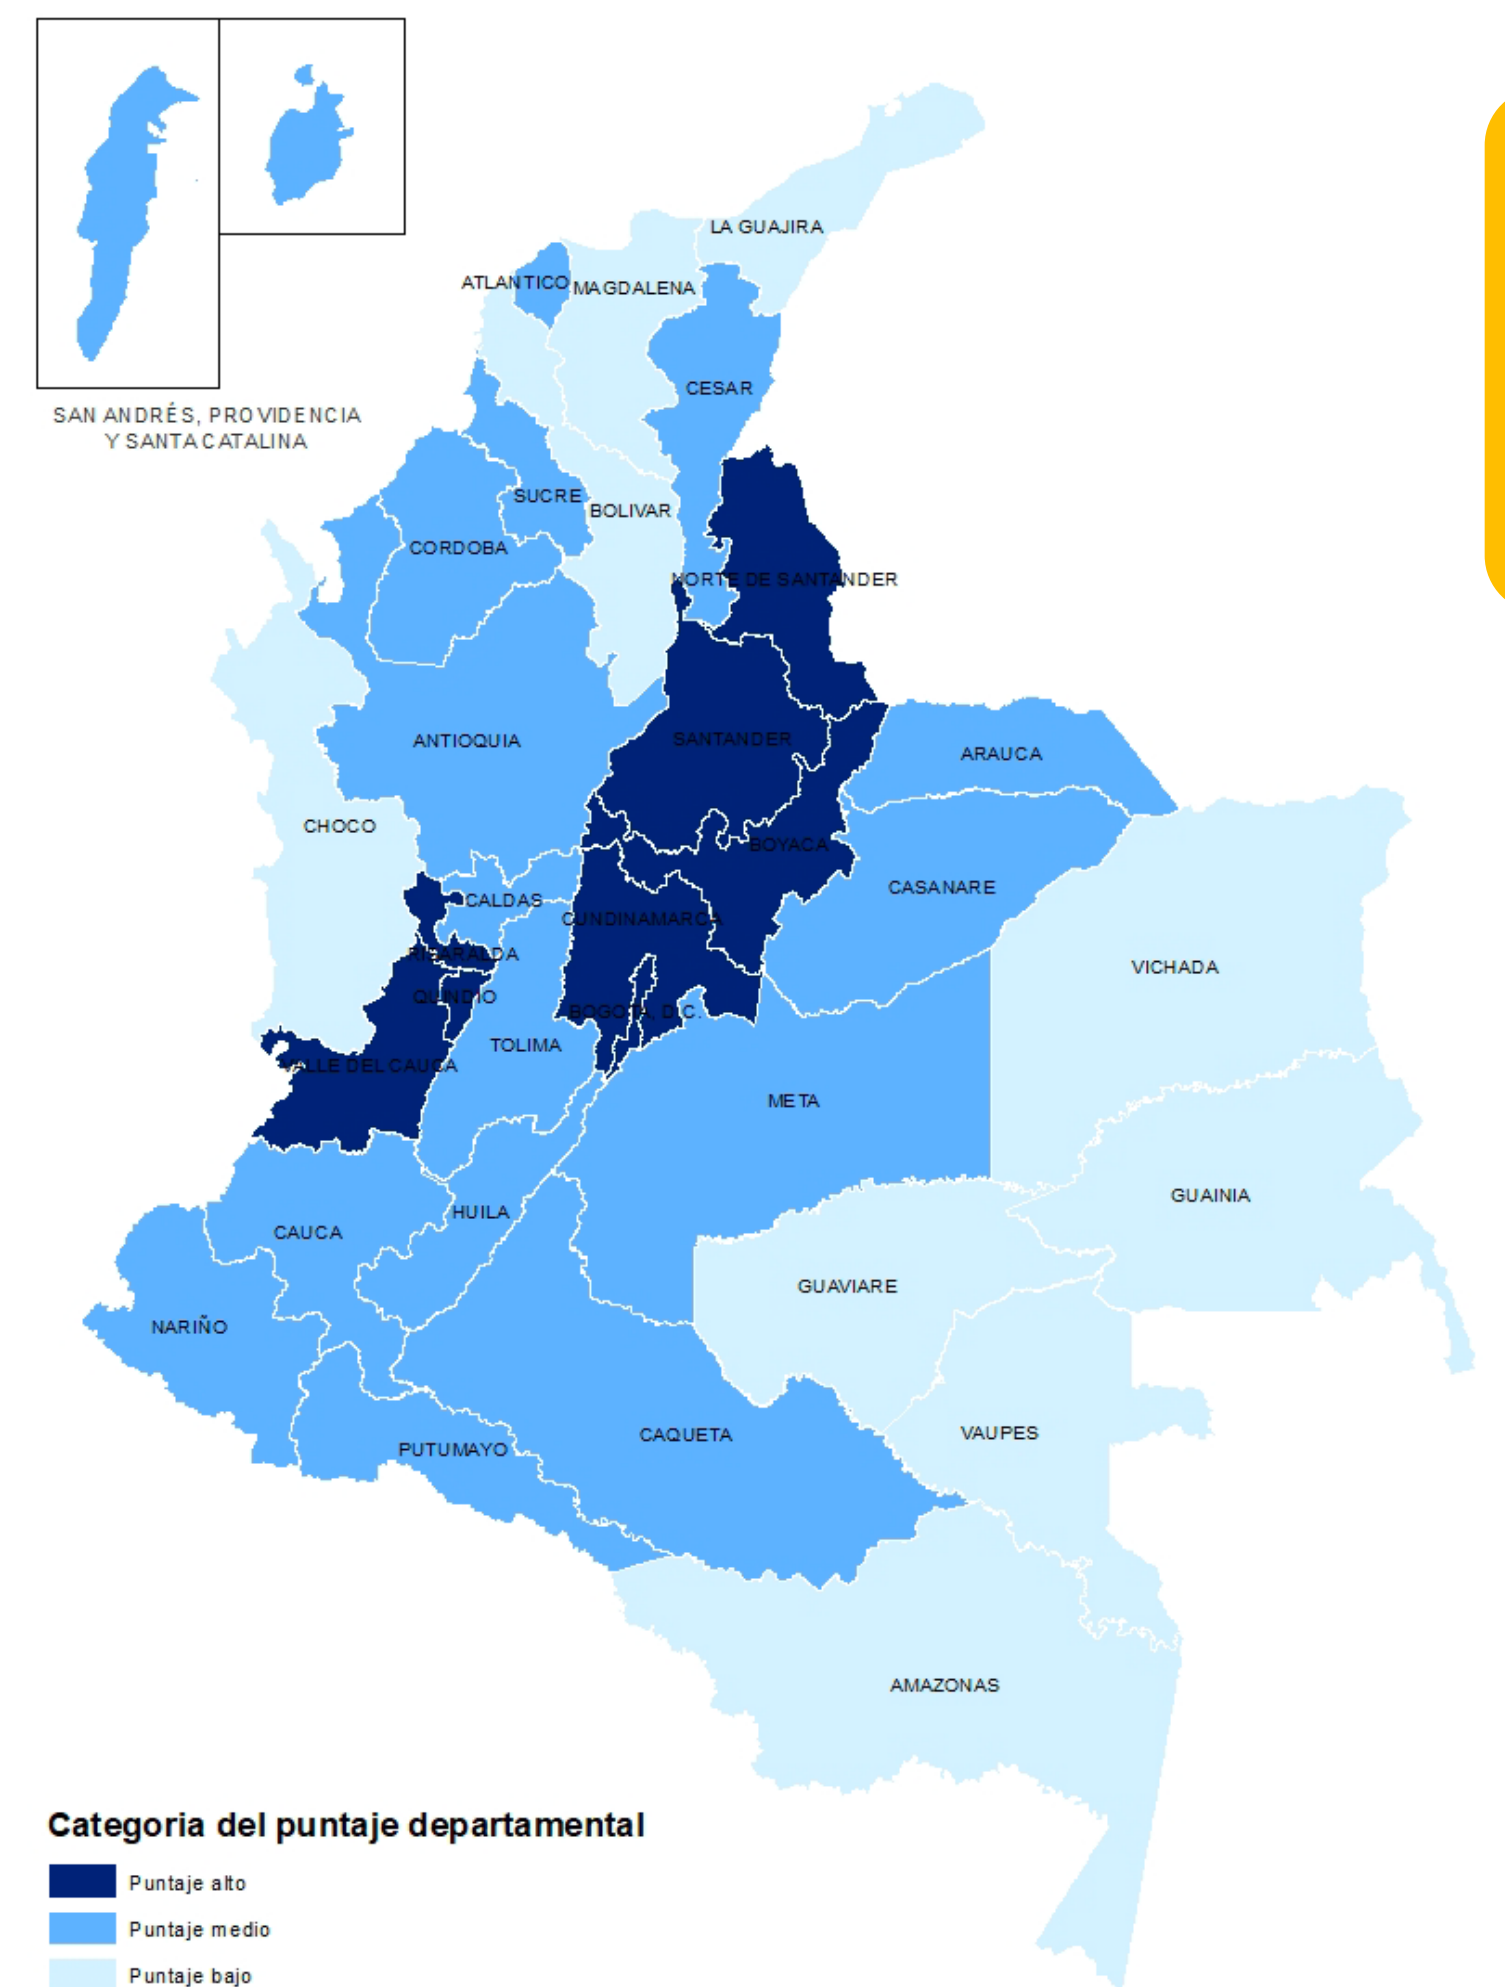 LA GUAJIRA
ATLANTICO
MAGDALENA
CESAR
SAN ANDRÉS, PROVIDENCIA
Y SANTA CATALINA
SUCRE
BOLIVAR
CORDOBA
NORTE DE SANTANDER
ANTIOQUIA
SANTANDER
ARAUCA
CHOCO
BOYACA
CASANARE
CALDAS
CUNDINAMARCA
RISARALDA
VICHADA
QUINDIO
BOGOTA, D.C.
TOLIMA
VALLE DEL CAUCA
META
GUAINIA
HUILA
CAUCA
GUAVIARE
NARIÑO
VAUPES
CAQUETA
PUTUMAYO
AMAZONAS
Categoria del puntaje departamental
Puntaje alto
Puntaje medio
Puntaje bajo